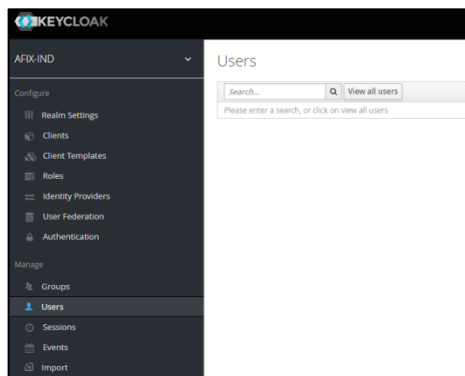 KEYCLOAK
AFIX-IND
Configure
Realm Settings
Clients
Client Templates
Roles
Identity Providers
User Federation
Authentication
Manage
Groups
Users
Sessions
Events
Import
Users
Search... View all users
Please enter a search, or click on view all users